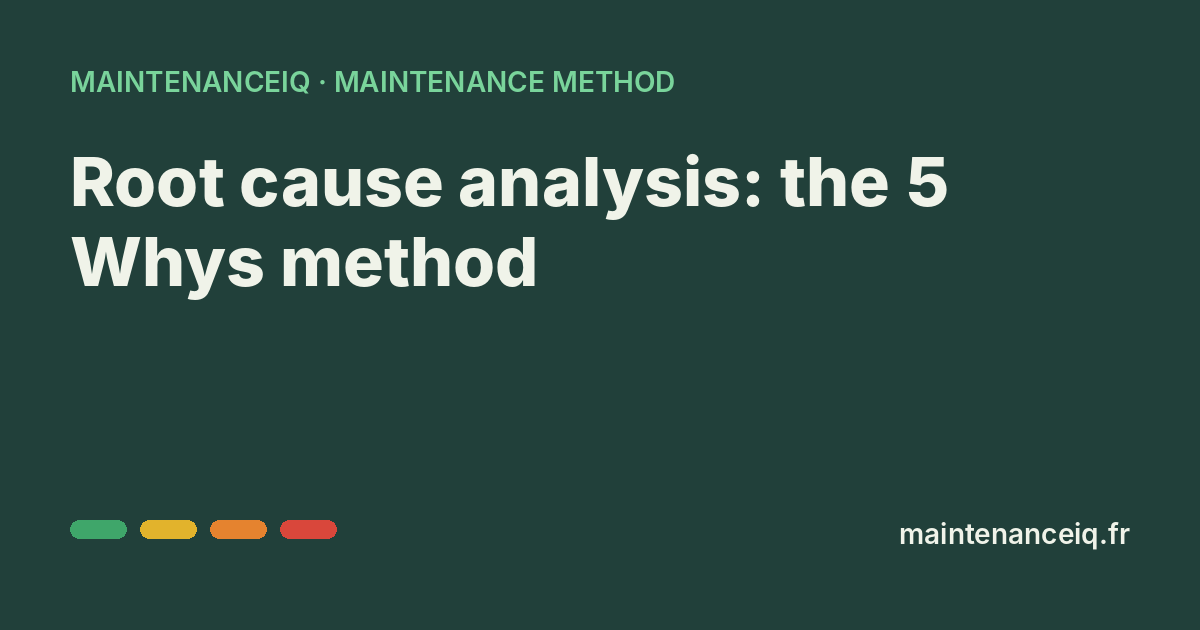 MAINTENANCEIQ · MAINTENANCE METHOD
Root cause analysis: the 5
Whys method
maintenanceiq.fr